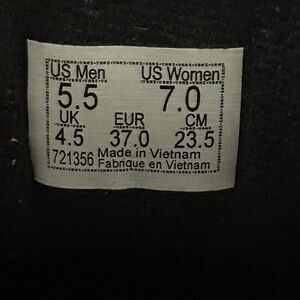 US Men US Women
5.5 7.0
UK EUR CM
4.5 37.0 23.5
721356 Made in Vietnam
Fabrique en Vietnam